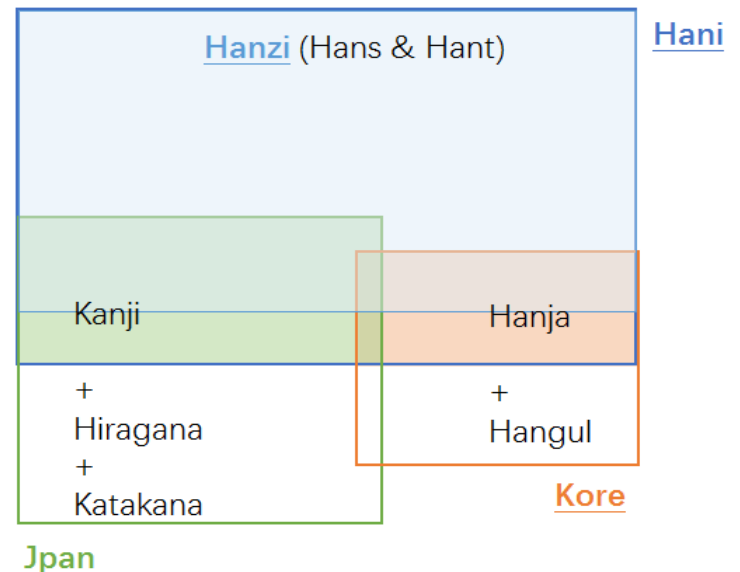 Hanzi (Hans & Hant)
Hani
Kanji
+
Hiragana
+
Katakana
Hanja
+
Hangul
Kore
Jpan